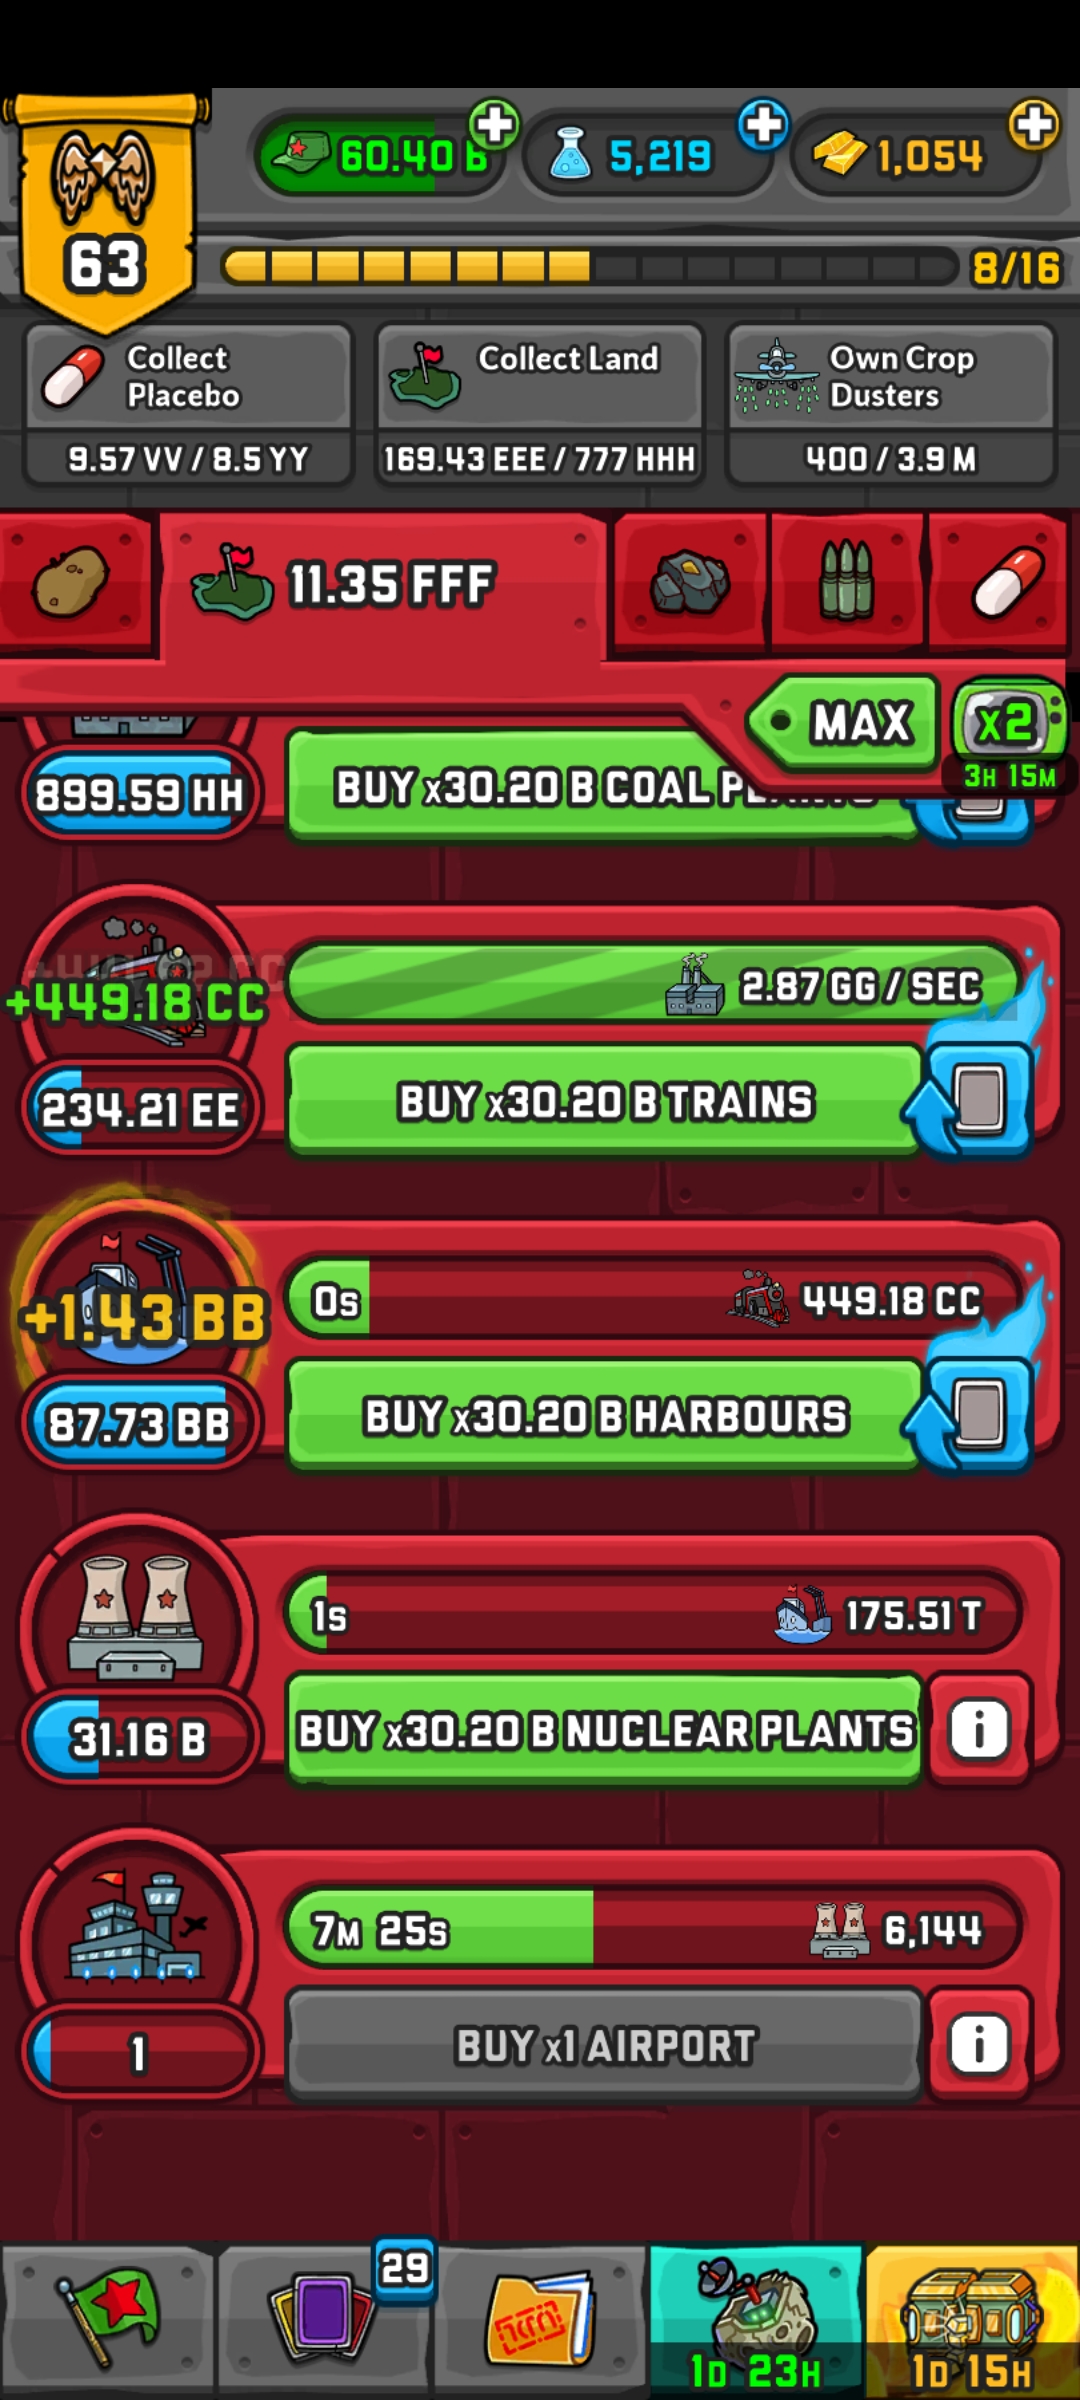 60.40 B
5,219
1,054
63
8/16
Collect
Placebo
9.57 VV / 8.5 YY
Collect Land
169.43 EEE / 777 HHH
Own Crop
Dusters
400 / 3.9 M
11.35 FFF
MAX
x2
3H 15M
899.59 HH
BUY x30.20 B COAL PLANTS
+449.18 CC
2.87 GG / SEC
234.21 EE
BUY x30.20 B TRAINS
+1.43 BB
0s
449.18 CC
87.73 BB
BUY x30.20 B HARBOURS
1s
175.51 T
31.16 B
BUY x30.20 B NUCLEAR PLANTS
i
7M 25s
6,144
1
BUY x1 AIRPORT
i
29
1D 23H
1D 15H